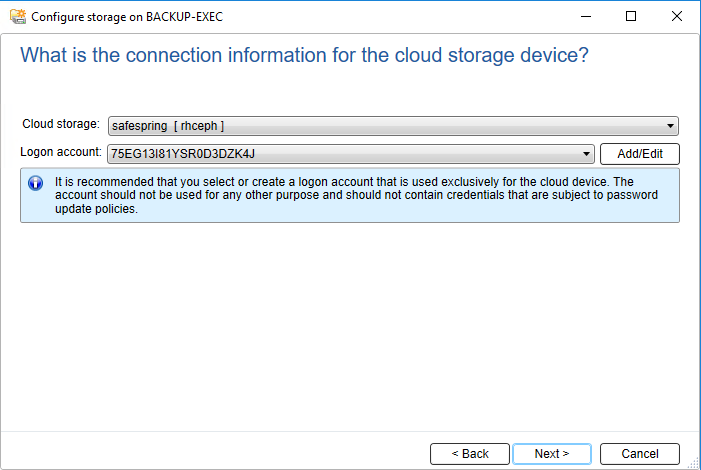 Configure storage on BACKUP-EXEC
What is the connection information for the cloud storage device?
Cloud storage: safespring [ rhceph ]
Logon account: 75EG13I81YSR0D3DZK4J Add/Edit
It is recommended that you select or create a logon account that is used exclusively for the cloud device. The
account should not be used for any other purpose and should not contain credentials that are subject to password
update policies.
< Back Next > Cancel